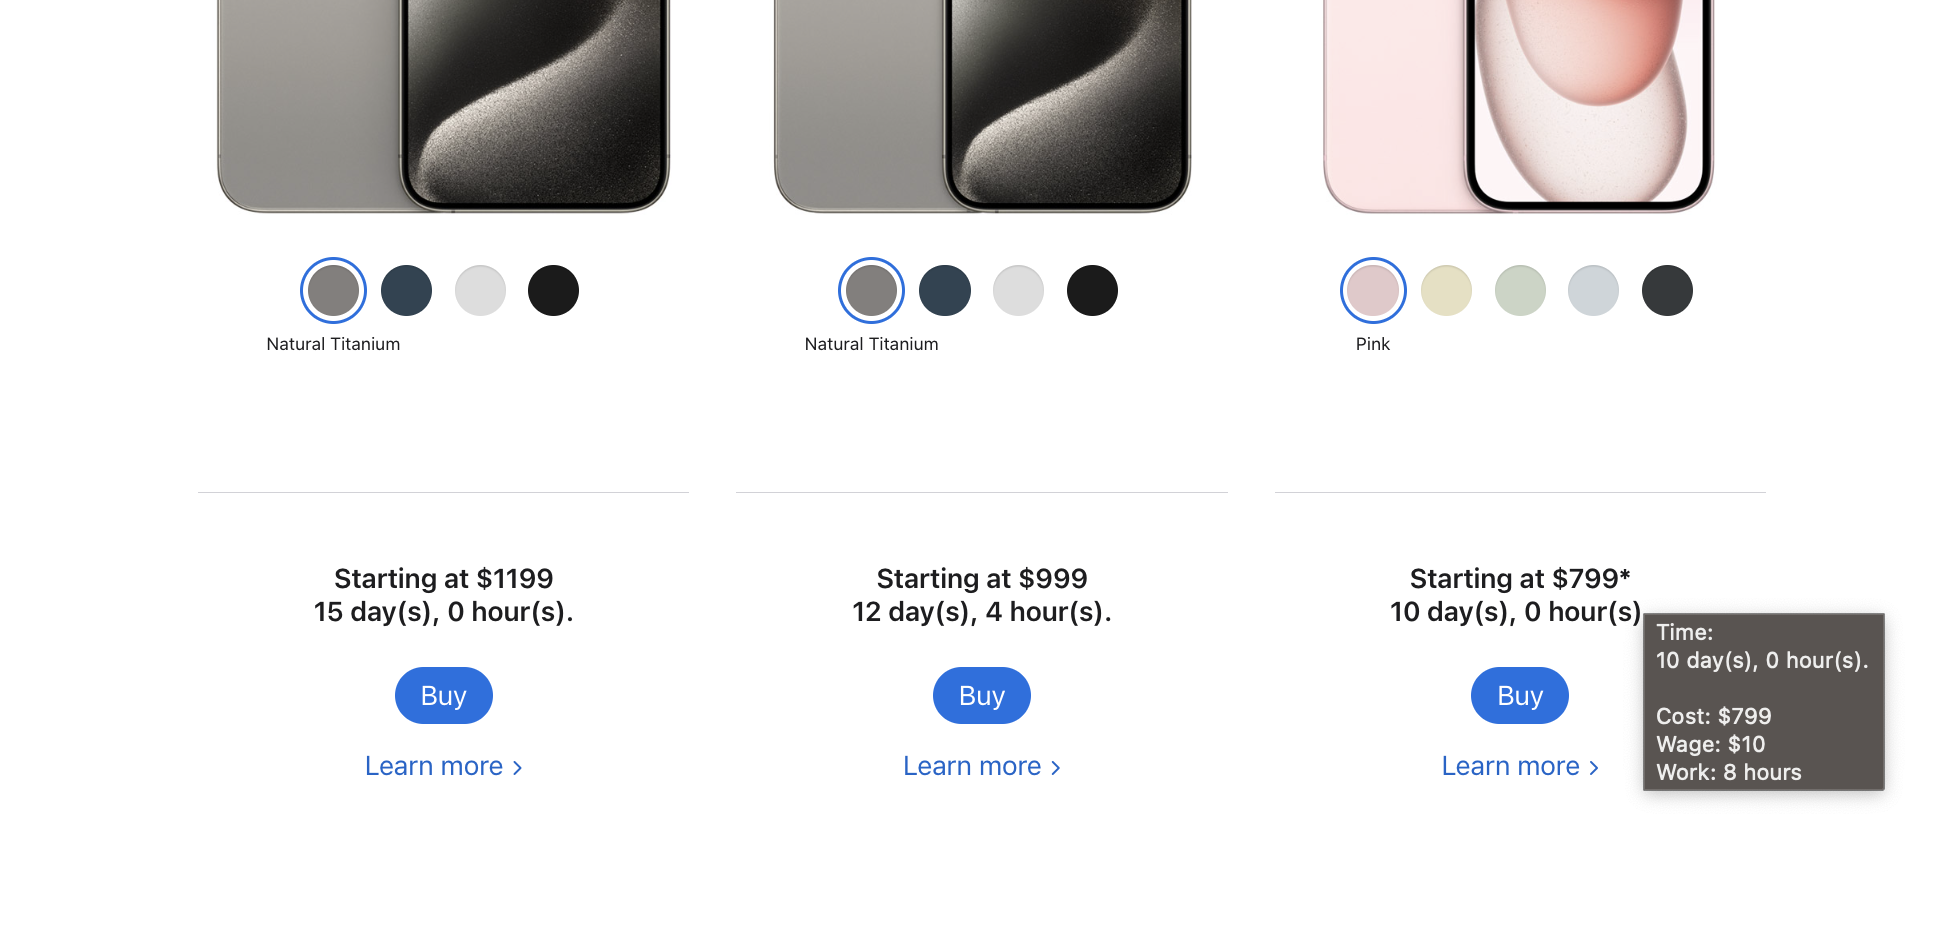 Natural Titanium
Natural Titanium
Pink
Starting at $1199
15 day(s), 0 hour(s).
Buy
Learn more >
Starting at $999
12 day(s), 4 hour(s).
Buy
Learn more >
Starting at $799*
10 day(s), 0 hour(s)
Buy
Learn more >
Time:
10 day(s), 0 hour(s).
Cost: $799
Wage: $10
Work: 8 hours